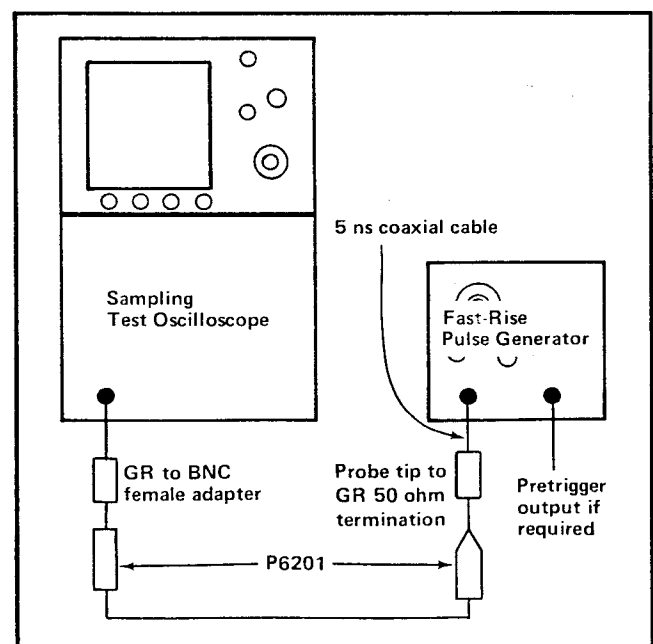 5 ns coaxial cable
Sampling
Test Oscilloscope
Fast-Rise
Pulse Generator
GR to BNC
female adapter
Probe tip to
GR 50 ohm
termination
Pretrigger
output if
required
P6201